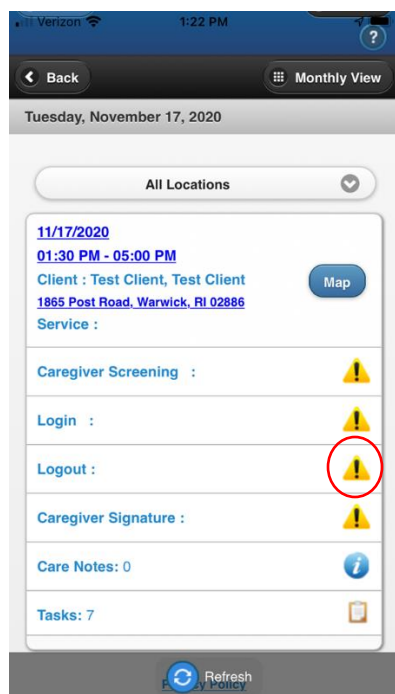 Verizon 1:22 PM
?
Back Monthly View
Tuesday, November 17, 2020
All Locations
11/17/2020
01:30 PM - 05:00 PM
Client : Test Client, Test Client
Map
1865 Post Road, Warwick, RI 02886
Service :
Caregiver Screening :
Login :
Logout :
Caregiver Signature :
Care Notes: 0
Tasks: 7
Refresh
Privacy Policy